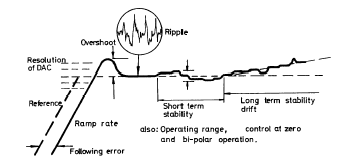 Ripple
Overshoot
Resolution
of DAC
Reference
Ramp rate
Following error
Short term
stability
Long term stability
drift
also: Operating range, control at zero
and bi-polar operation.